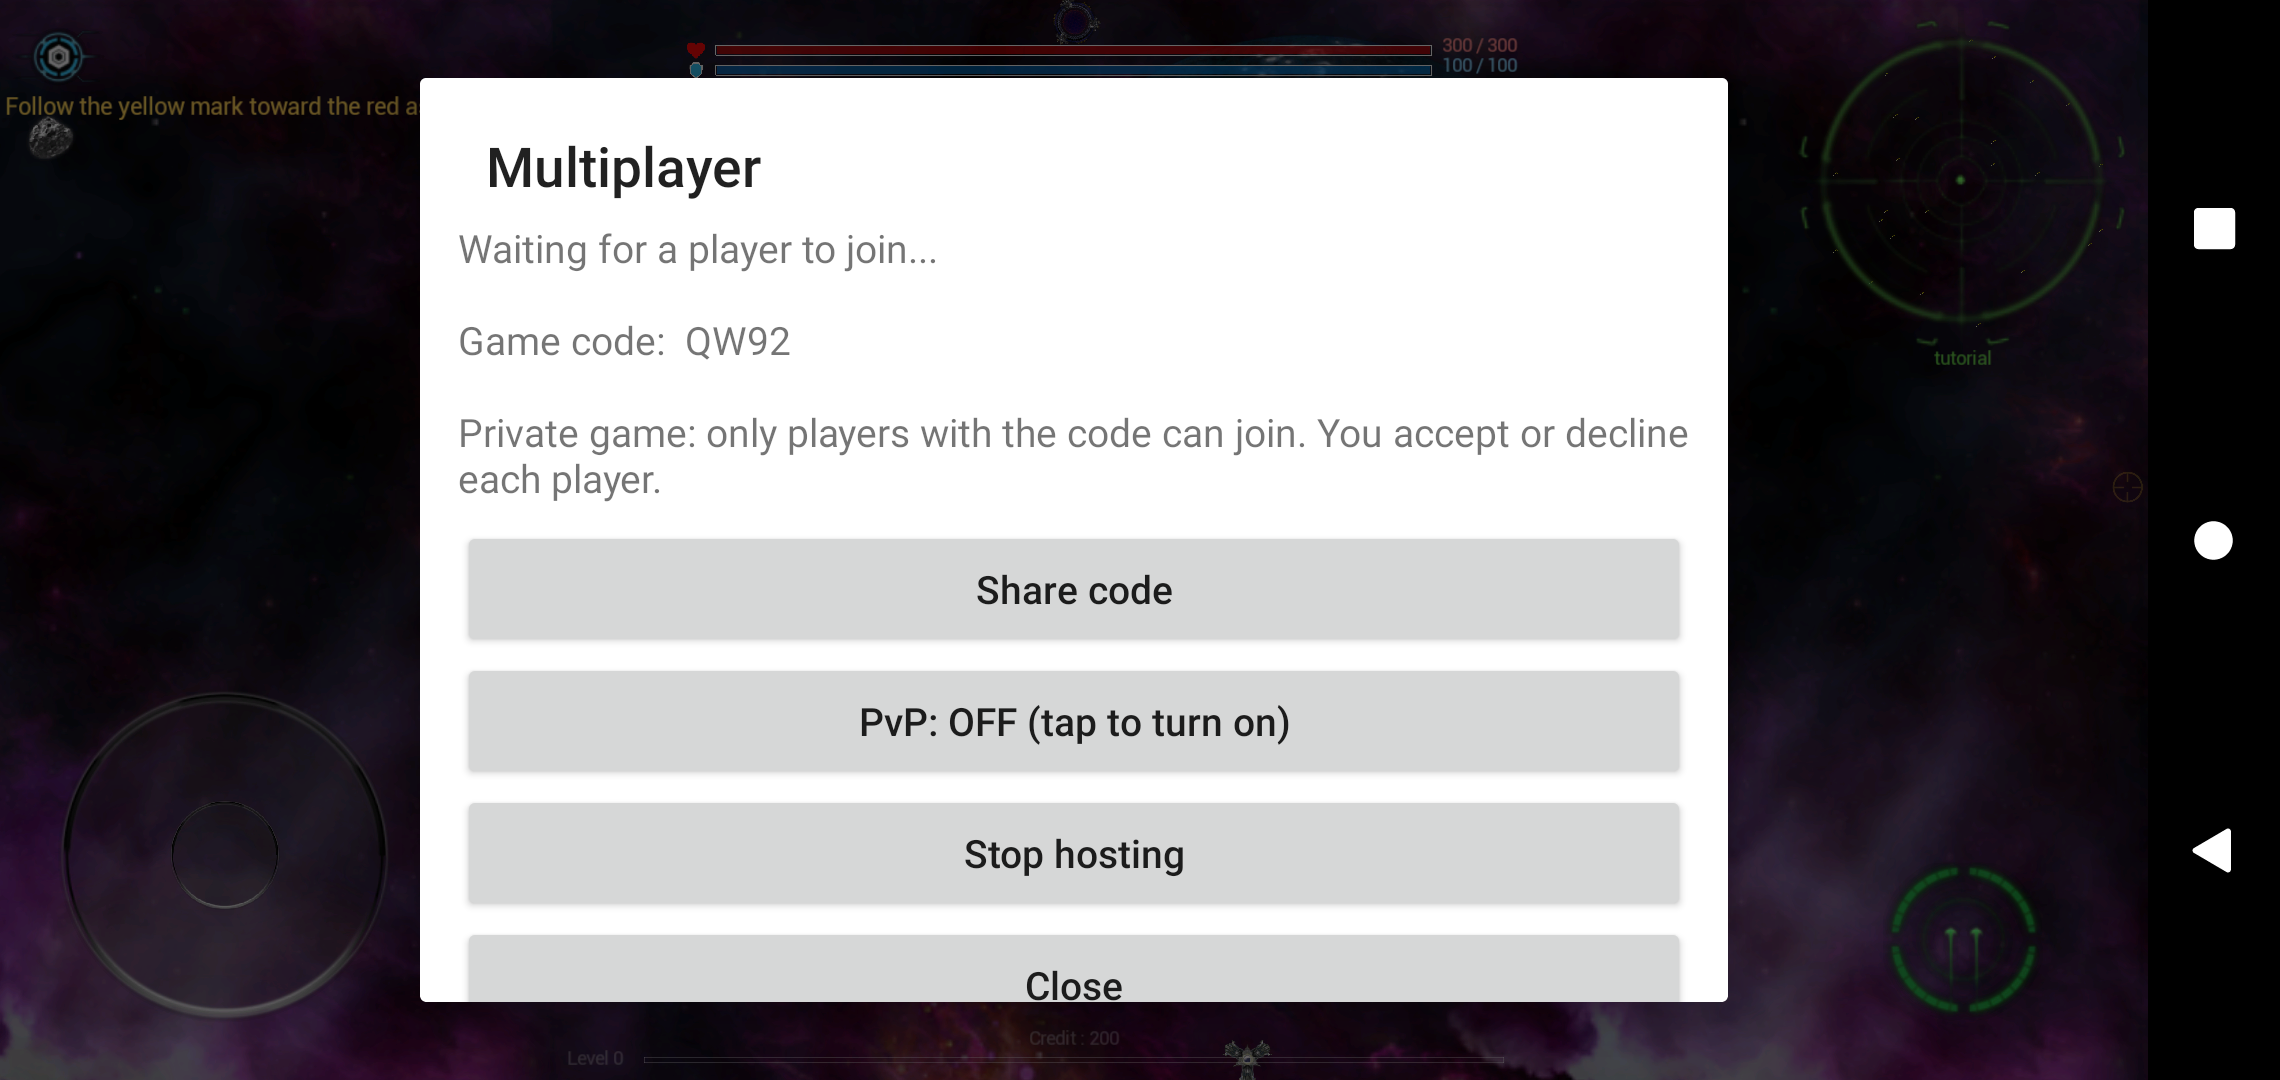 300 / 300
100 / 100
Follow the yellow mark toward the red a
Multiplayer
Waiting for a player to join...
Game code: QW92
Private game: only players with the code can join. You accept or decline
each player.
tutorial
Share code
PvP: OFF (tap to turn on)
Stop hosting
Close
Credit : 200
Level 0